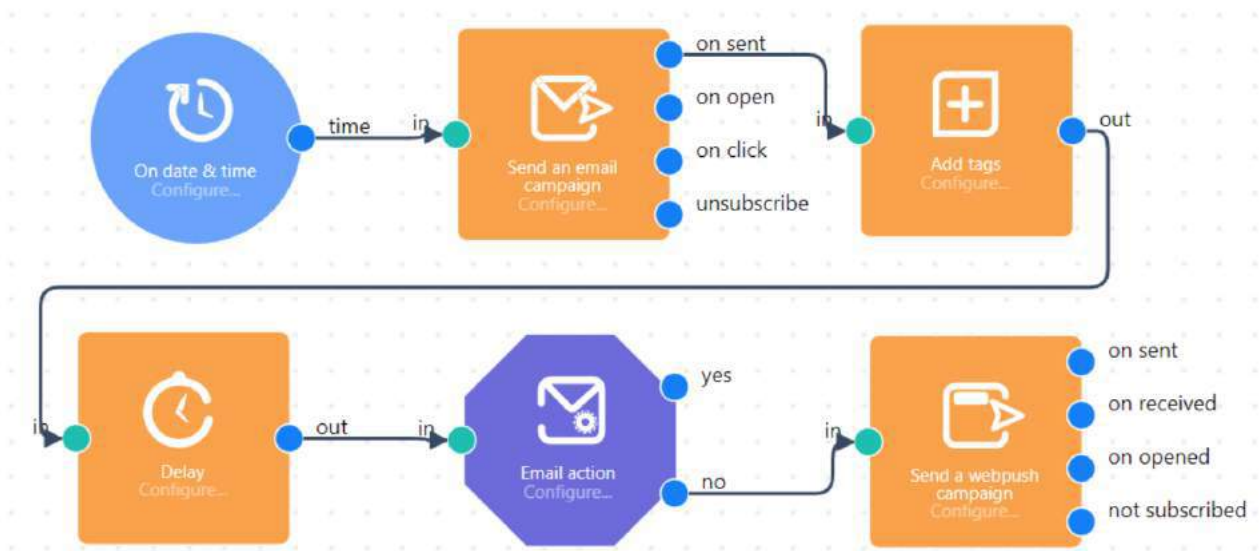 on sent
on open
on click
unsubscribe
time
in
On date & time
Configure...
Send an email
campaign
Configure...
in
Add tags
Configure...
out
in
Delay
Configure...
out
in
Email action
Configure...
yes
no
in
Send a webpush
campaign
Configure...
on sent
on received
on opened
not subscribed